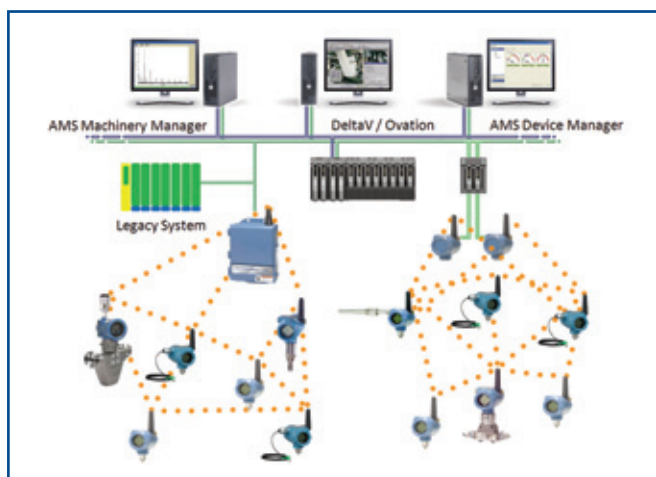 AMS Machinery Manager
DeltaV / Ovation
AMS Device Manager
Legacy System